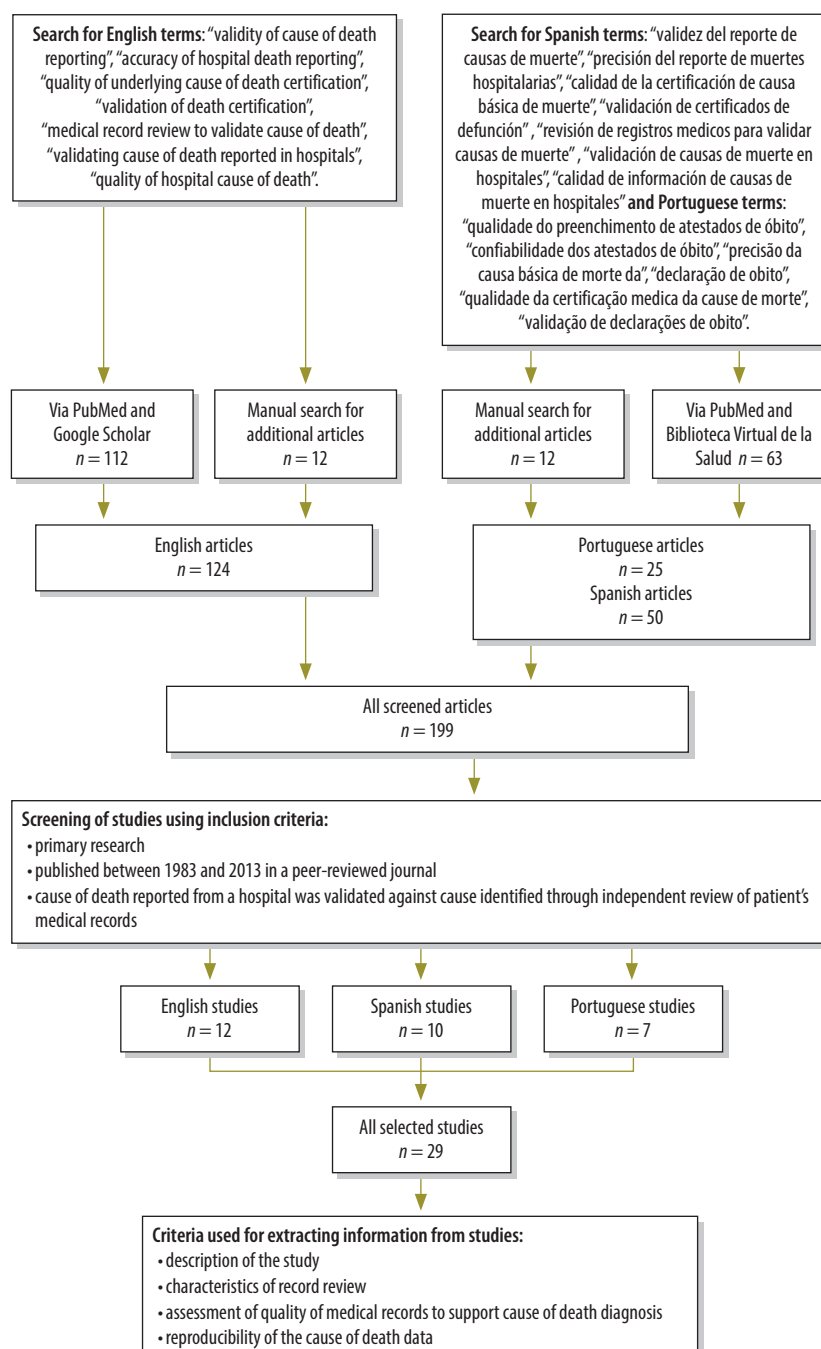 Search for English terms: “validity of cause of death
reporting”, “accuracy of hospital death reporting”,
“quality of underlying cause of death certification”,
“validation of death certification”,
“medical record review to validate cause of death”,
“validating cause of death reported in hospitals”,
“quality of hospital cause of death”.
Search for Spanish terms: “validez del reporte de
causas de muerte”, “precisión del reporte de muertes
hospitalarias”, “calidad de la certificación de causa
básica de muerte”, “validación de certificados de
defunción” , “revisión de registros medicos para validar
causas de muerte” , “validación de causas de muerte en
hospitales”, “calidad de información de causas de
muerte en hospitales” and Portuguese terms:
“qualidade do preenchimento de atestados de óbito”,
“confiabilidade dos atestados de óbito”, “precisão da
causa básica de morte da”, “declaração de obito”,
“qualidade da certificação medica da cause de morte”,
“validação de declarações de obito”.
Via PubMed and
Google Scholar
n = 112
Manual search for
additional articles
n = 12
Manual search for
additional articles
n = 12
Via PubMed and
Biblioteca Virtual de la
Salud n = 63
English articles
n = 124
Portuguese articles
n = 25
Spanish articles
n = 50
All screened articles
n = 199
Screening of studies using inclusion criteria:
• primary research
• published between 1983 and 2013 in a peer-reviewed journal
• cause of death reported from a hospital was validated against cause identified through independent review of patient’s
medical records
English studies
n = 12
Spanish studies
n = 10
Portuguese studies
n = 7
All selected studies
n = 29
Criteria used for extracting information from studies:
• description of the study
• characteristics of record review
• assessment of quality of medical records to support cause of death diagnosis
• reproducibility of the cause of death data